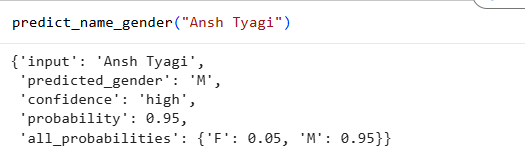 predict_name_gender("Ansh Tyagi")
{'input': 'Ansh Tyagi',
 'predicted_gender': 'M',
 'confidence': 'high',
 'probability': 0.95,
 'all_probabilities': {'F': 0.05, 'M': 0.95}}